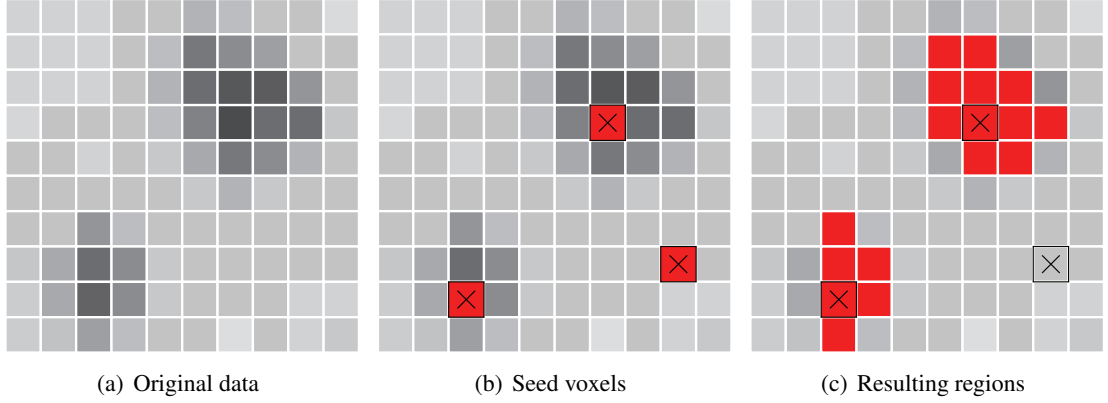 (a) Original data
(b) Seed voxels
(c) Resulting regions